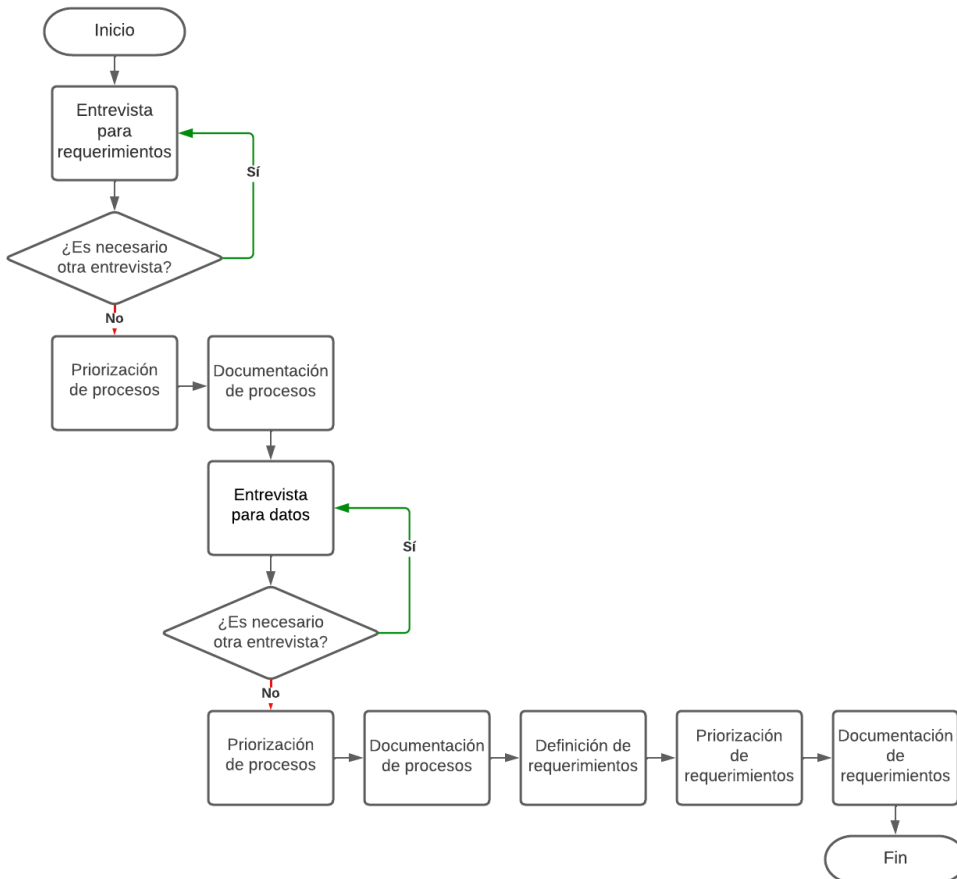 Inicio
Entrevista
para
requerimientos
Sí
¿Es necesario
otra entrevista?
No
Priorización
de procesos
Documentación
de procesos
Entrevista
para datos
Sí
¿Es necesario
otra entrevista?
No
Priorización
de procesos
Documentación
de procesos
Definición de
requerimientos
Priorización
de
requerimientos
Documentación
de
requerimientos
Fin